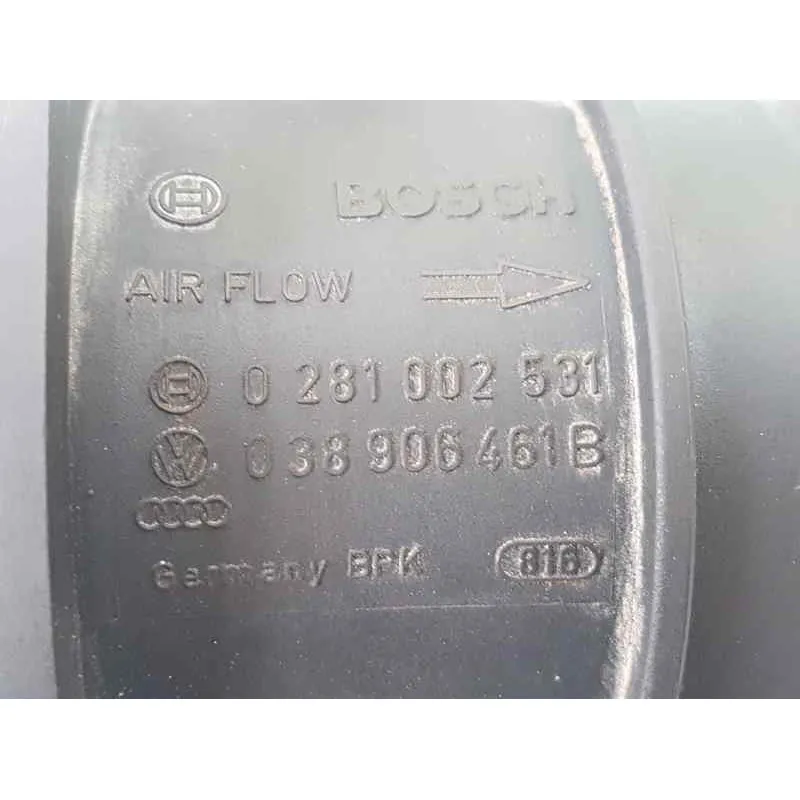 BOSCH
AIR FLOW
0 281 002 531
038 906 461 B
Germany BPK 816